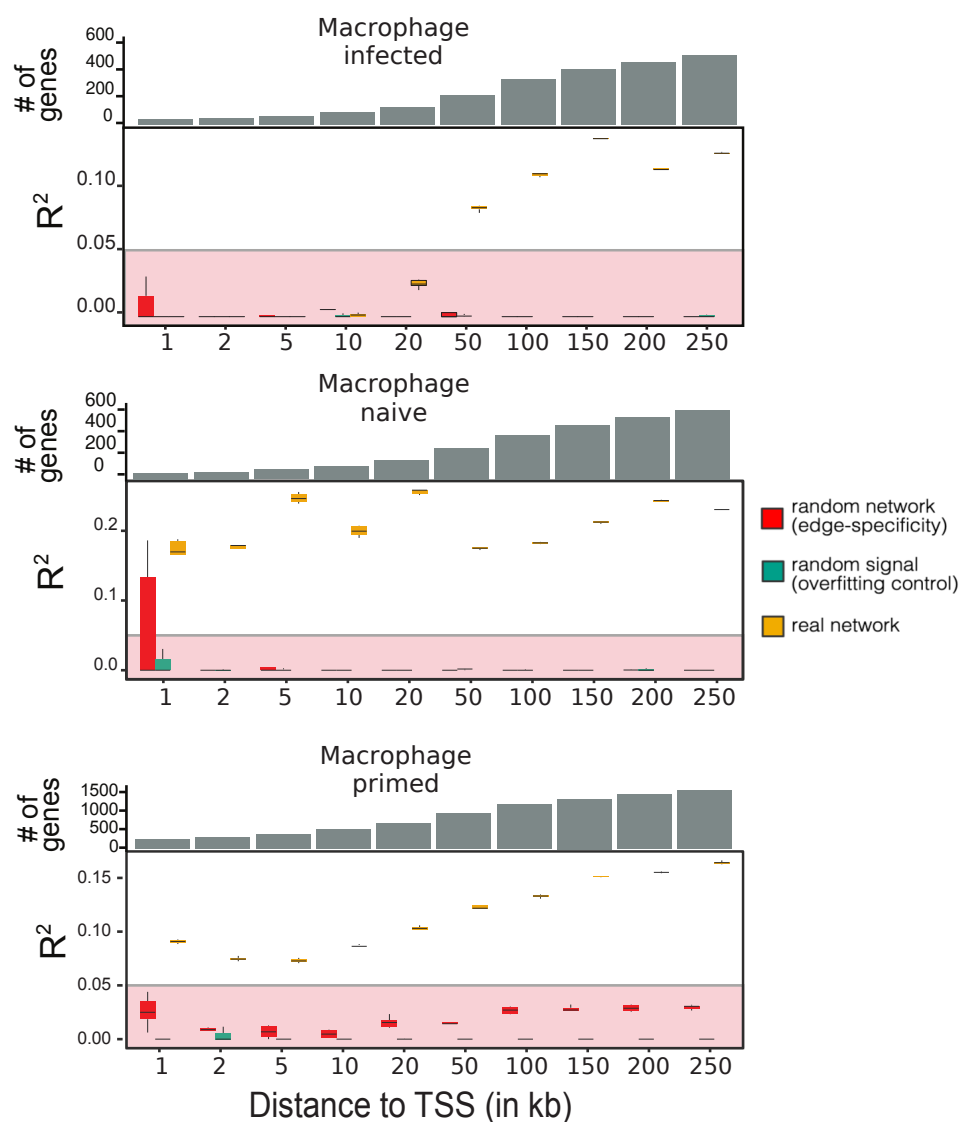 Macrophage
infected
# of
genes
600
400
200
0
R²
0.10
0.05
0.00
1 2 5 10 20 50 100 150 200 250
Macrophage
naive
# of
genes
600
400
200
0
R²
0.2
0.1
0.0
1 2 5 10 20 50 100 150 200 250
random network
(edge-specificity)
random signal
(overfitting control)
real network
Macrophage
primed
# of
genes
1500
1000
500
0
R²
0.15
0.10
0.05
0.00
1 2 5 10 20 50 100 150 200 250
Distance to TSS (in kb)